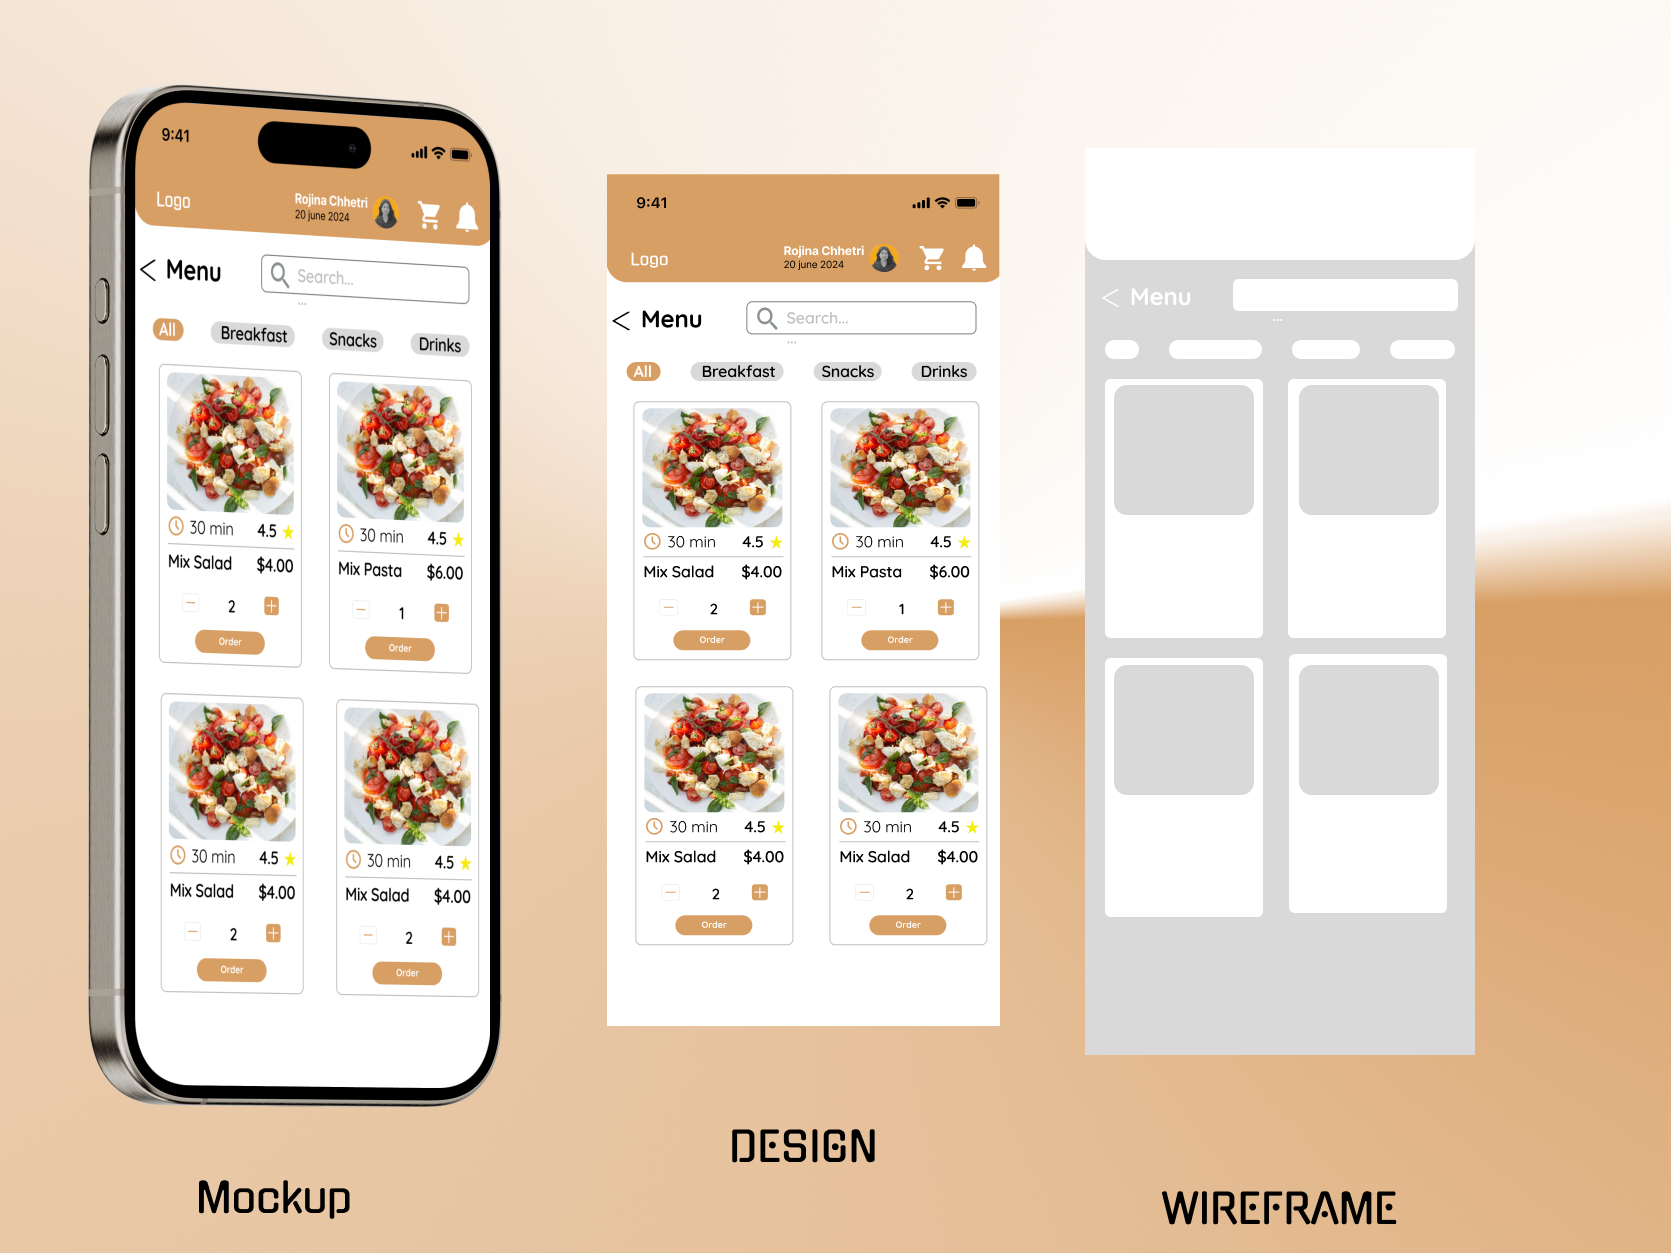 9:41
Logo
Rojina Chhetri
20 june 2024
< Menu
Search...
...
All Breakfast Snacks Drinks
30 min 4.5
30 min 4.5
Mix Salad $4.00
Mix Pasta $6.00
2
1
Order
Order
30 min 4.5
30 min 4.5
Mix Salad $4.00
Mix Salad $4.00
2
2
Order
Order
Mockup
9:41
Logo
Rojina Chhetri
20 june 2024
< Menu
Search...
...
All Breakfast Snacks Drinks
30 min 4.5
30 min 4.5
Mix Salad $4.00
Mix Pasta $6.00
2
1
Order
Order
30 min 4.5
30 min 4.5
Mix Salad $4.00
Mix Salad $4.00
2
2
Order
Order
DESIGN
< Menu
...
WIREFRAME